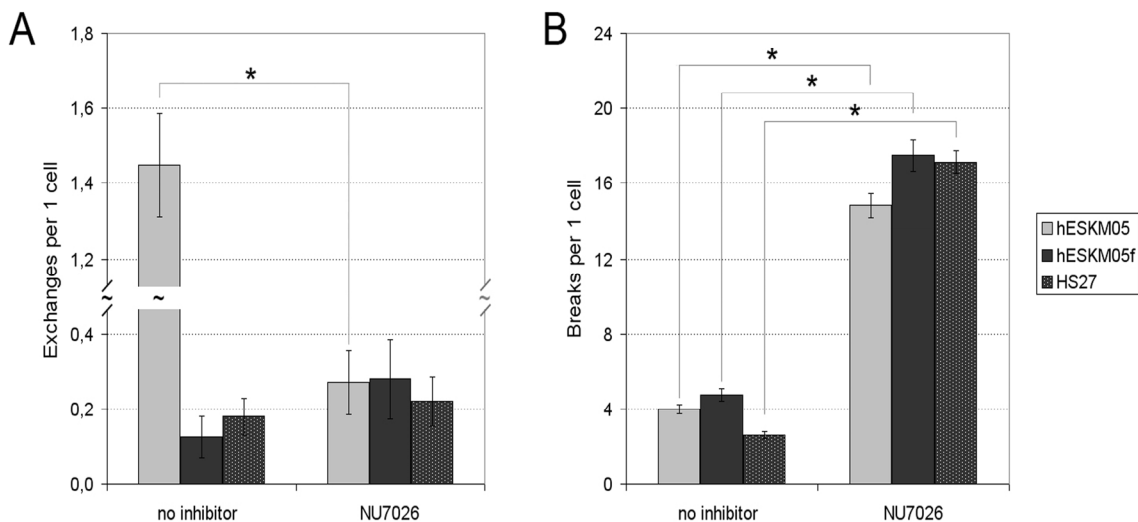 A
Exchanges per 1 cell
1,8
1,6
1,4
1,2
~
~
~
0,4
0,2
0,0
*
no inhibitor
NU7026
B
Breaks per 1 cell
24
20
16
12
8
4
0
*
*
*
no inhibitor
NU7026
hESKM05
hESKM05f
HS27